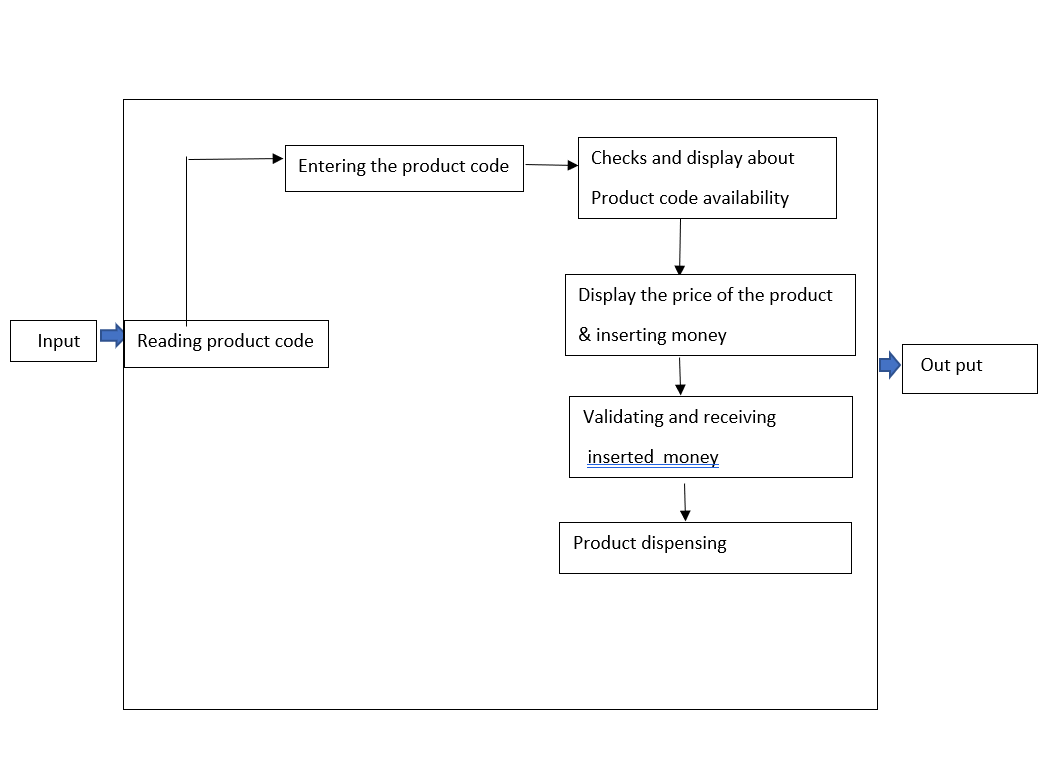 Input
Reading product code
Entering the product code
Checks and display about
Product code availability
Display the price of the product
& inserting money
Validating and receiving
inserted  money
Product dispensing
Out put